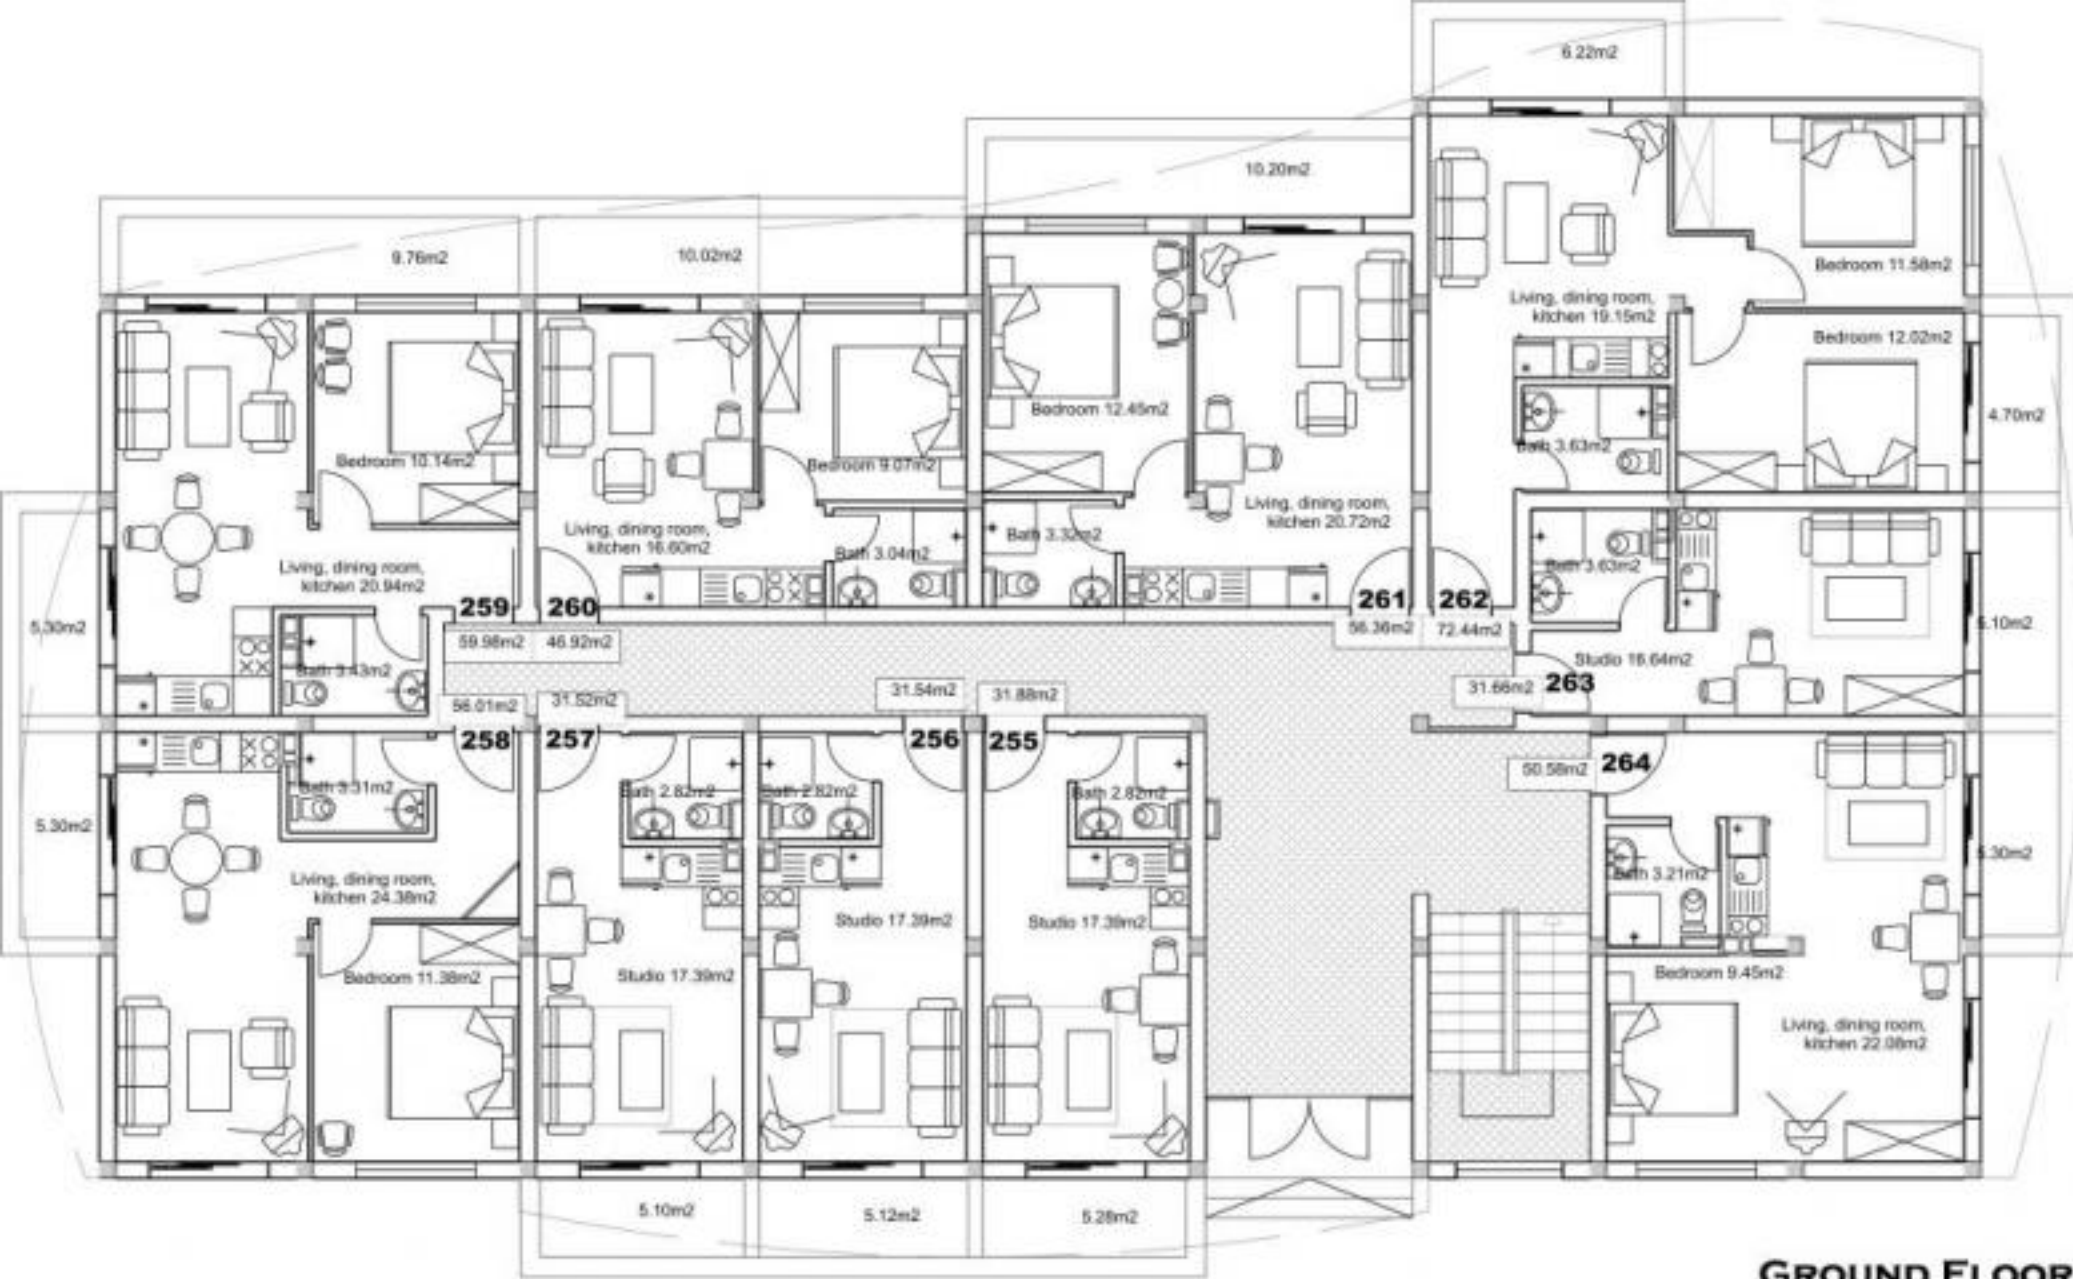 6.22m2
10.20m2
9.76m2
10.02m2
Bedroom 11.58m2
Living, dining room,
kitchen 19.15m2
Bedroom 12.02m2
Bedroom 12.45m2
4.70m2
Bath 3.63m2
Bedroom 10.14m2
Bedroom 9.07m2
Living, dining room,
kitchen 20.72m2
Living, dining room,
kitchen 16.60m2
Bath 3.32m2
Bath 3.04m2
Bath 3.63m2
Living, dining room,
kitchen 20.94m2
259
260
261
262
5.30m2
59.98m2
46.92m2
56.36m2
72.44m2
5.10m2
Bath 3.43m2
Studio 16.64m2
263
31.66m2
56.01m2
31.52m2
31.54m2
31.88m2
258
257
256
255
264
50.58m2
Bath 3.31m2
Bath 2.82m2
Bath 2.82m2
Bath 2.82m2
5.30m2
5.30m2
Bath 3.21m2
Living, dining room,
kitchen 24.38m2
Studio 17.39m2
Studio 17.39m2
Studio 17.39m2
Bedroom 11.38m2
Bedroom 9.45m2
Living, dining room,
kitchen 22.08m2
5.10m2
5.12m2
5.28m2
GROUND FLOOR